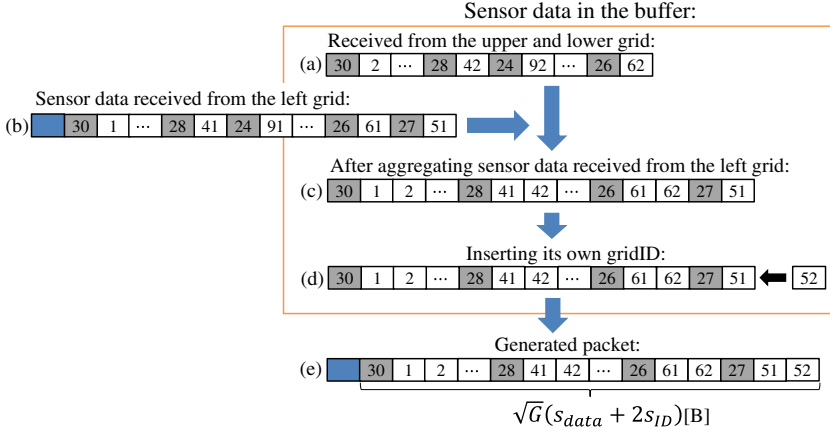 Sensor data in the buffer:
Received from the upper and lower grid:
(a) 30 2 ... 28 42 24 92 ... 26 62
Sensor data received from the left grid:
(b) 30 1 ... 28 41 24 91 ... 26 61 27 51
After aggregating sensor data received from the left grid:
(c) 30 1 2 ... 28 41 42 ... 26 61 62 27 51
Inserting its own gridID:
(d) 30 1 2 ... 28 41 42 ... 26 61 62 27 51 52
Generated packet:
(e) 30 1 2 ... 28 41 42 ... 26 61 62 27 51 52
√G(s_data + 2s_ID)[B]